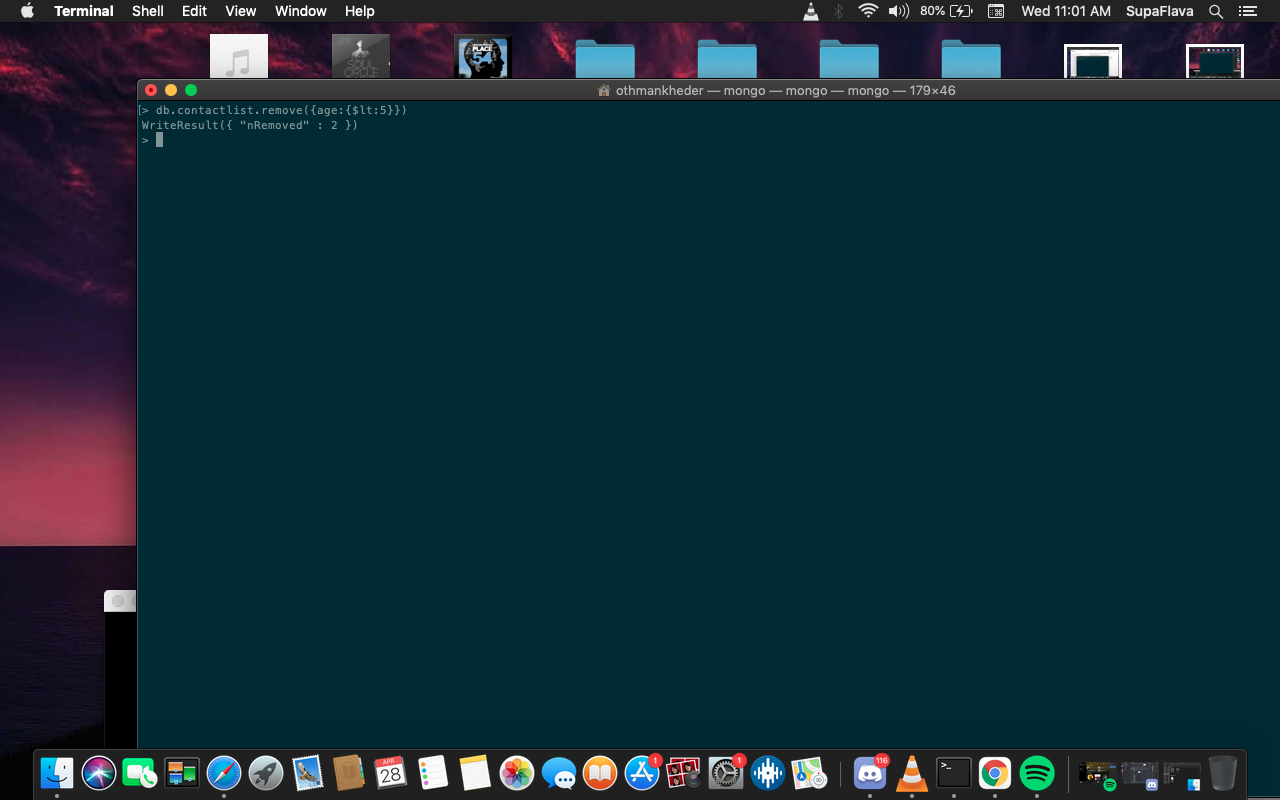 Terminal Shell Edit View Window Help 80% Wed 11:01 AM SupaFlava
SOUL
CIRCLE
PLACE
54
othmankheder — mongo — mongo — mongo — 179×46
[> db.contactlist.remove({age:{$lt:5}})
WriteResult({ "nRemoved" : 2 })
>
APR
28
1
1
116
>_